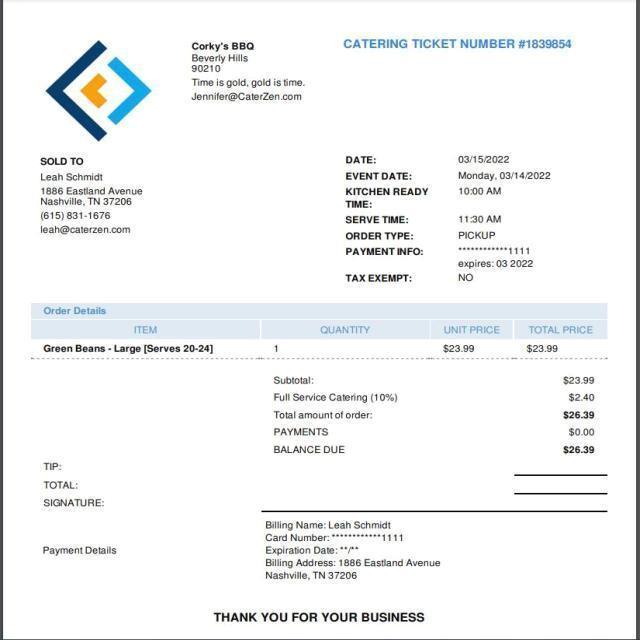 Corky's BBQ
Beverly Hills
90210
Time is gold, gold is time.
Jennifer@CaterZen.com
CATERING TICKET NUMBER #1839854
SOLD TO
Leah Schmidt
1886 Eastland Avenue
Nashville, TN 37206
(615) 831-1676
leah@caterzen.com
DATE: 03/15/2022
EVENT DATE: Monday, 03/14/2022
KITCHEN READY TIME: 10:00 AM
SERVE TIME: 11:30 AM
ORDER TYPE: PICKUP
PAYMENT INFO: ************1111
expires: 03 2022
TAX EXEMPT: NO
Order Details
ITEM QUANTITY UNIT PRICE TOTAL PRICE
Green Beans - Large [Serves 20-24] 1 $23.99 $23.99
Subtotal: $23.99
Full Service Catering (10%) $2.40
Total amount of order: $26.39
PAYMENTS $0.00
BALANCE DUE $26.39
TIP:
TOTAL:
SIGNATURE:
Payment Details
Billing Name: Leah Schmidt
Card Number: ************1111
Expiration Date: **/**
Billing Address: 1886 Eastland Avenue
Nashville, TN 37206
THANK YOU FOR YOUR BUSINESS